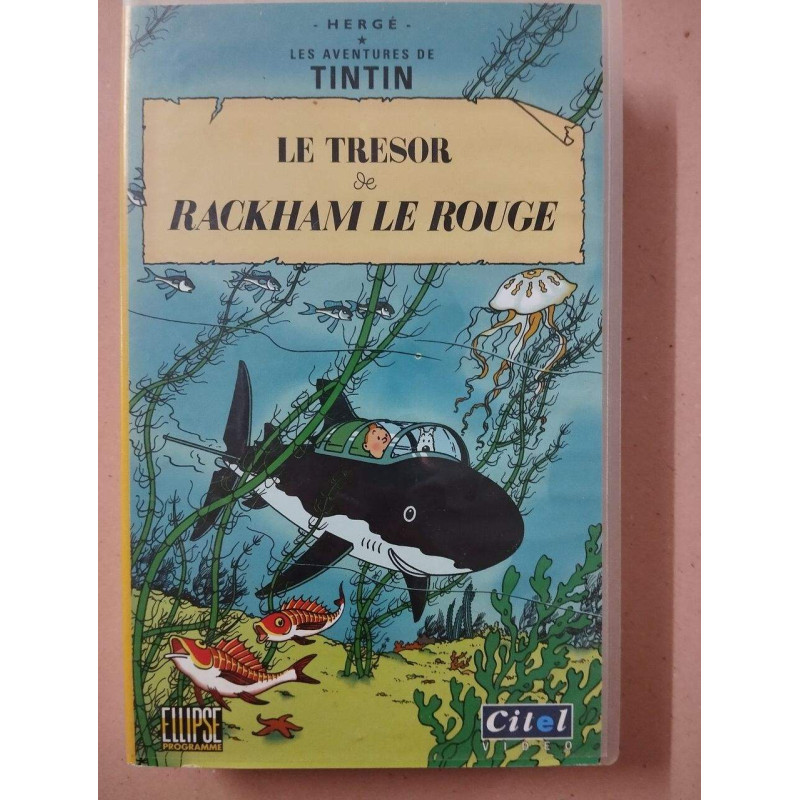 - HERGÉ -
LES AVENTURES DE
TINTIN
LE TRESOR
de
RACKHAM LE ROUGE
ELLIPSE
PROGRAMME
Citel
VIDEO